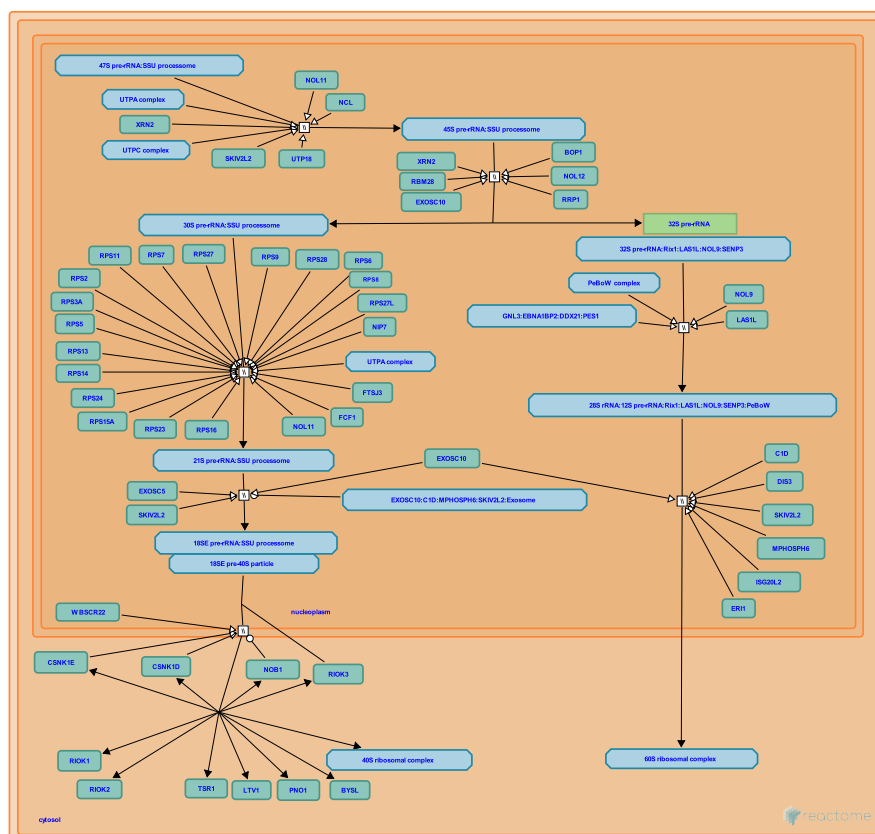 47S pre-rRNA:SSU processome
NOL11
UTPA complex
NCL
XRN2
45S pre-rRNA:SSU processome
UTPC complex
SKIV2L2
UTP18
XRN2
BOP1
RBM28
NOL12
EXOSC10
RRP1
30S pre-rRNA:SSU processome
32S pre-rRNA
32S pre-rRNA:Rix1:LAS1L:NOL9:SENP3
RPS11
RPS7
RPS27
RPS9
RPS28
RPS6
RPS2
RPS8
PeBoW complex
RPS3A
RPS27L
NOL9
RPS5
NIP7
GNL3:EBNA1BP2:DDX21:PES1
LAS1L
RPS13
UTPA complex
RPS14
RPS24
FTSJ3
28S rRNA:12S pre-rRNA:Rix1:LAS1L:NOL9:SENP3:PeBoW
RPS15A
RPS23
RPS16
NOL11
FCF1
21S pre-rRNA:SSU processome
EXOSC10
C1D
EXOSC5
DIS3
EXOSC10:C1D:MPHOSPH6:SKIV2L2:Exosome
SKIV2L2
SKIV2L2
18SE pre-rRNA:SSU processome
MPHOSPH6
18SE pre-40S particle
ISG20L2
WBSCR22
nucleoplasm
ERI1
CSNK1E
CSNK1D
NOB1
RIOK3
RIOK1
40S ribosomal complex
60S ribosomal complex
RIOK2
TSR1
LTV1
PNO1
BYSL
cytosol
reactome